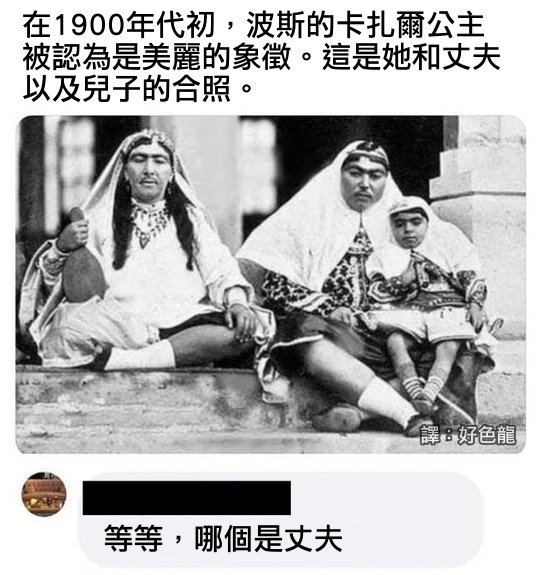 在1900年代初，波斯的卡扎爾公主
被認為是美麗的象徵。這是她和丈夫
以及兒子的合照。
譯：好色龍
等等，哪個是丈夫